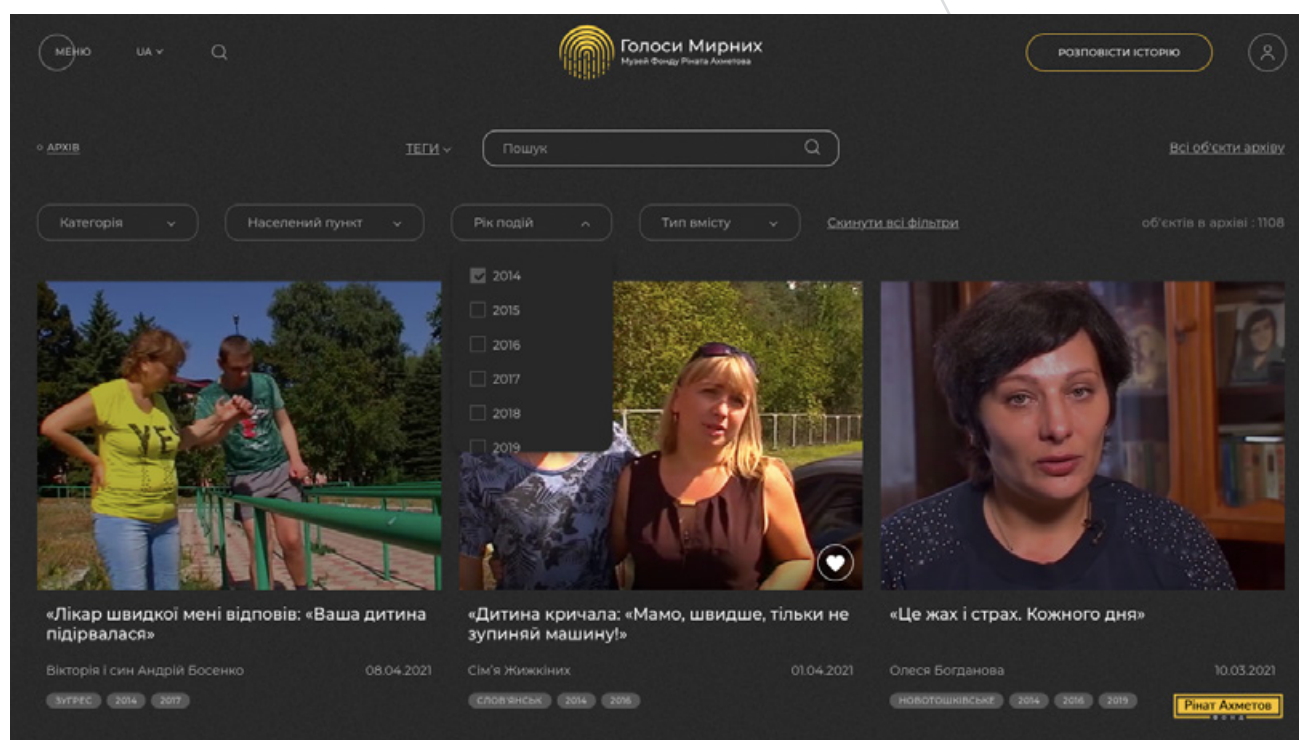 МЕНЮ
UA
Голоси Мирних
Музей Фонду Ріната Ахметова
РОЗПОВІСТИ ІСТОРІЮ
АРХІВ
ТЕГИ
Пошук
Всі об'єкти архіву
Категорія
Населений пункт
Рік подій
Тип вмісту
Скинути всі фільтри
об'єктів в архіві : 1108
2014
2015
2016
2017
2018
2019
YES
«Лікар швидкої мені відповів: «Ваша дитина
підірвалася»
Вікторія і син Андрій Босенко
08.04.2021
ЗУГРЕС 2014 2017
«Дитина кричала: «Мамо, швидше, тільки не
зупиняй машину!»
Сім'я Жижкіних
01.04.2021
СЛОВ'ЯНСЬК 2014 2016
«Це жах і страх. Кожного дня»
Олеся Богданова
10.03.2021
НОВОТОШКІВСЬКЕ 2014 2016 2019
Рінат Ахметов
ФОНД